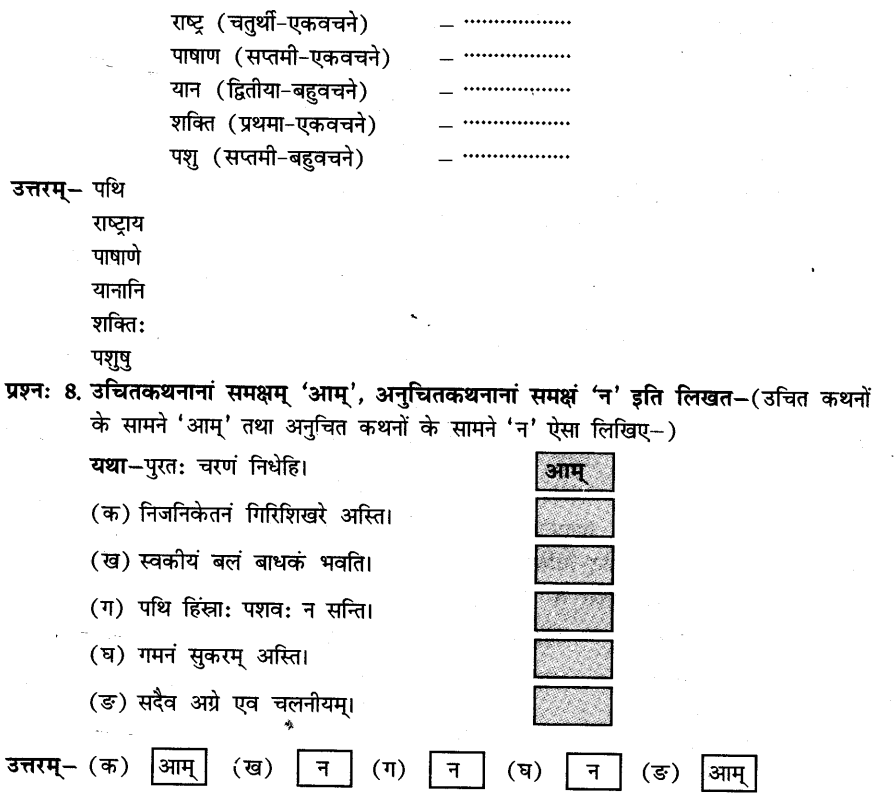 राष्ट्र (चतुर्थी-एकवचने) – ...................
पाषाण (सप्तमी-एकवचने) – ...................
यान (द्वितीया-बहुवचने) – ...................
शक्ति (प्रथमा-एकवचने) – ...................
पशु (सप्तमी-बहुवचने) – ...................
उत्तरम्– पथि
राष्ट्राय
पाषाणे
यानानि
शक्ति:
पशुषु
प्रश्न: 8. उचितकथनानां समक्षम् ‘आम्’, अनुचितकथनानां समक्षं ‘न’ इति लिखत–(उचित कथनों
के सामने ‘आम्’ तथा अनुचित कथनों के सामने ‘न’ ऐसा लिखिए–)
यथा–पुरत: चरणं निधेहि। आम्
(क) निजनिकेतनं गिरिशिखरे अस्ति।
(ख) स्वकीयं बलं बाधकं भवति।
(ग) पथि हिंस्रा: पशव: न सन्ति।
(घ) गमनं सुकरम् अस्ति।
(ङ) सदैव अग्रे एव चलनीयम्।
उत्तरम्– (क) आम् (ख) न (ग) न (घ) न (ङ) आम्